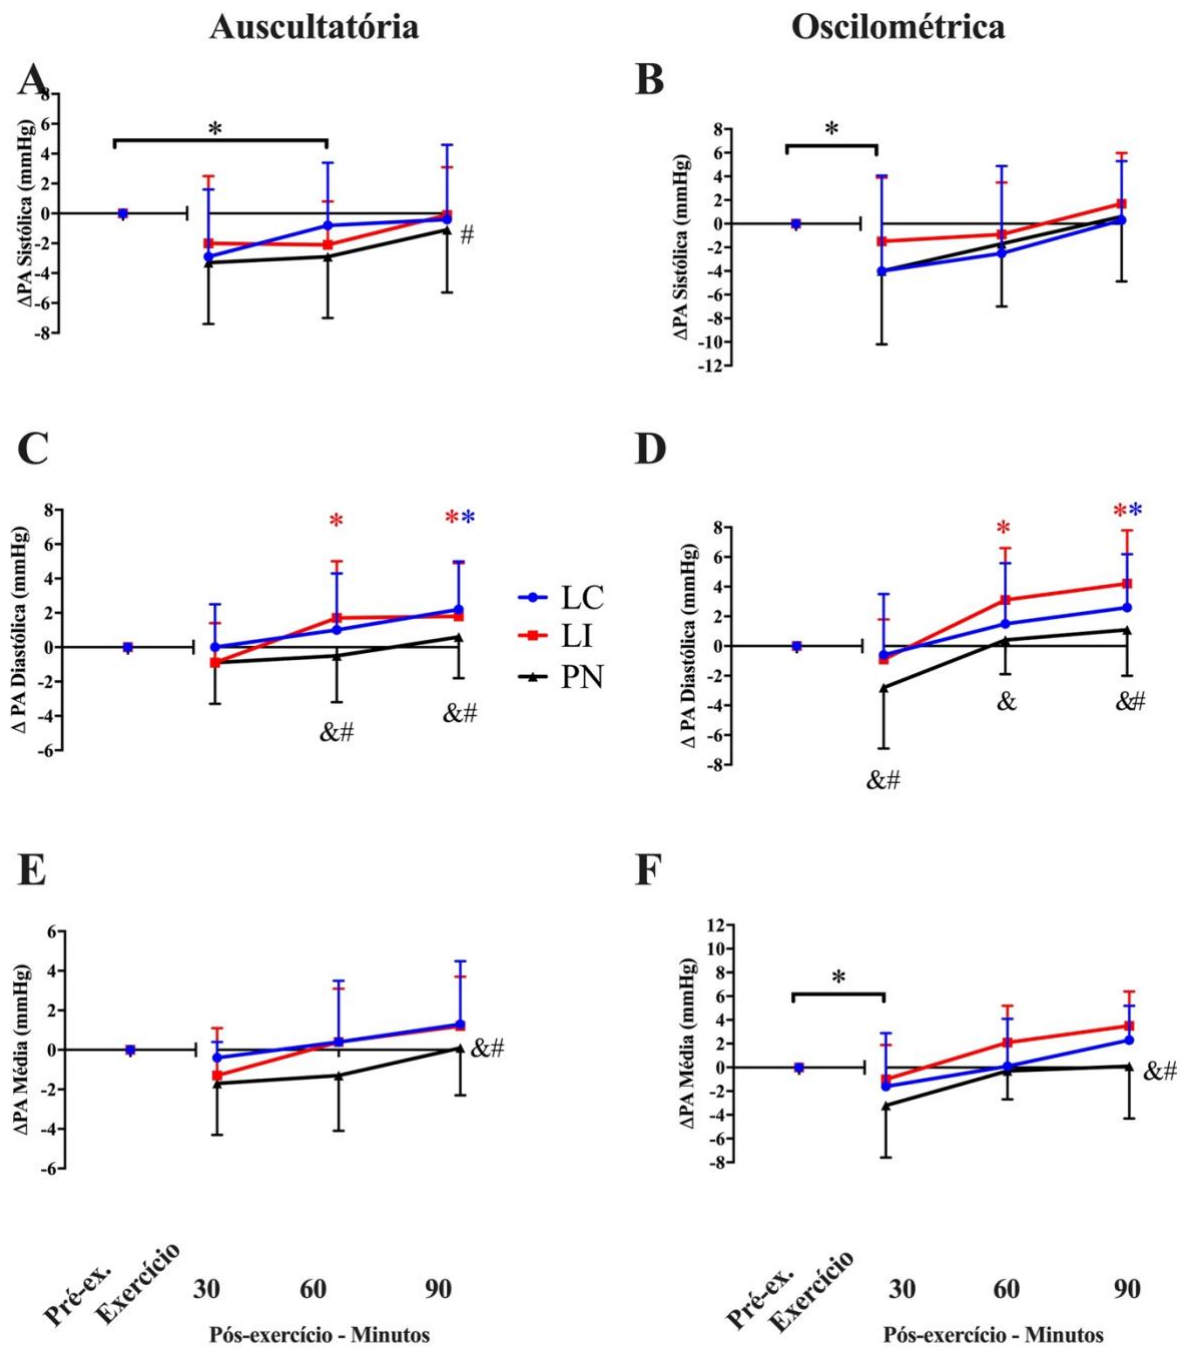 Auscultatória
Oscilométrica
A
ΔPA Sistólica (mmHg)
8
6
4
2
0
-2
-4
-6
-8
*
#
B
ΔPA Sistólica (mmHg)
8
6
4
2
0
-2
-4
-6
-8
-10
-12
*
C
Δ PA Diastólica (mmHg)
8
6
4
2
0
-2
-4
-6
*
**
&#
&#
LC
LI
PN
D
Δ PA Diastólica (mmHg)
8
6
4
2
0
-2
-4
-6
-8
*
**
&#
&
&#
E
ΔPA Média (mmHg)
6
4
2
0
-2
-4
-6
&#
F
ΔPA Média (mmHg)
12
10
8
6
4
2
0
-2
-4
-6
-8
*
&#
Pré-ex.
Exercício
30 60 90
Pós-exercício - Minutos
Pré-ex.
Exercício
30 60 90
Pós-exercício - Minutos